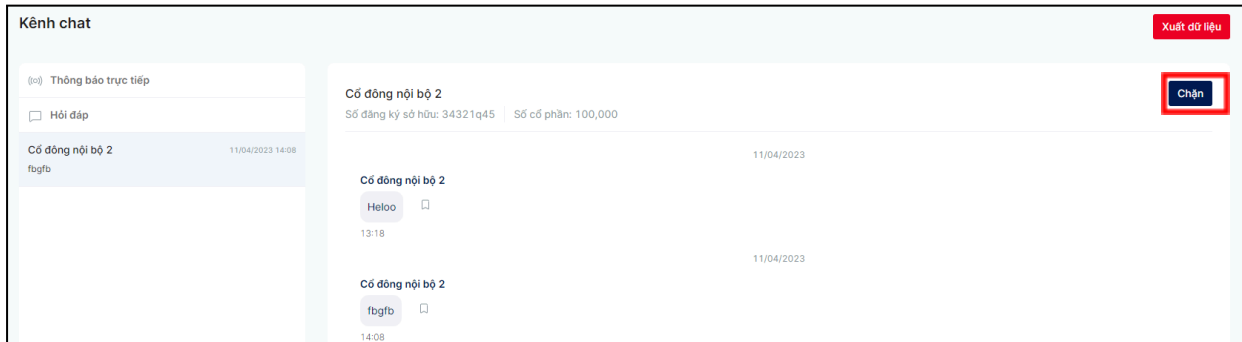 Kênh chat
Xuất dữ liệu
Thông báo trực tiếp
Hỏi đáp
Cổ đông nội bộ 2
11/04/2023 14:08
fbgfb
Cổ đông nội bộ 2
Chặn
Số đăng ký sở hữu: 34321q45
Số cổ phần: 100,000
11/04/2023
Cổ đông nội bộ 2
Heloo
13:18
11/04/2023
Cổ đông nội bộ 2
fbgfb
14:08